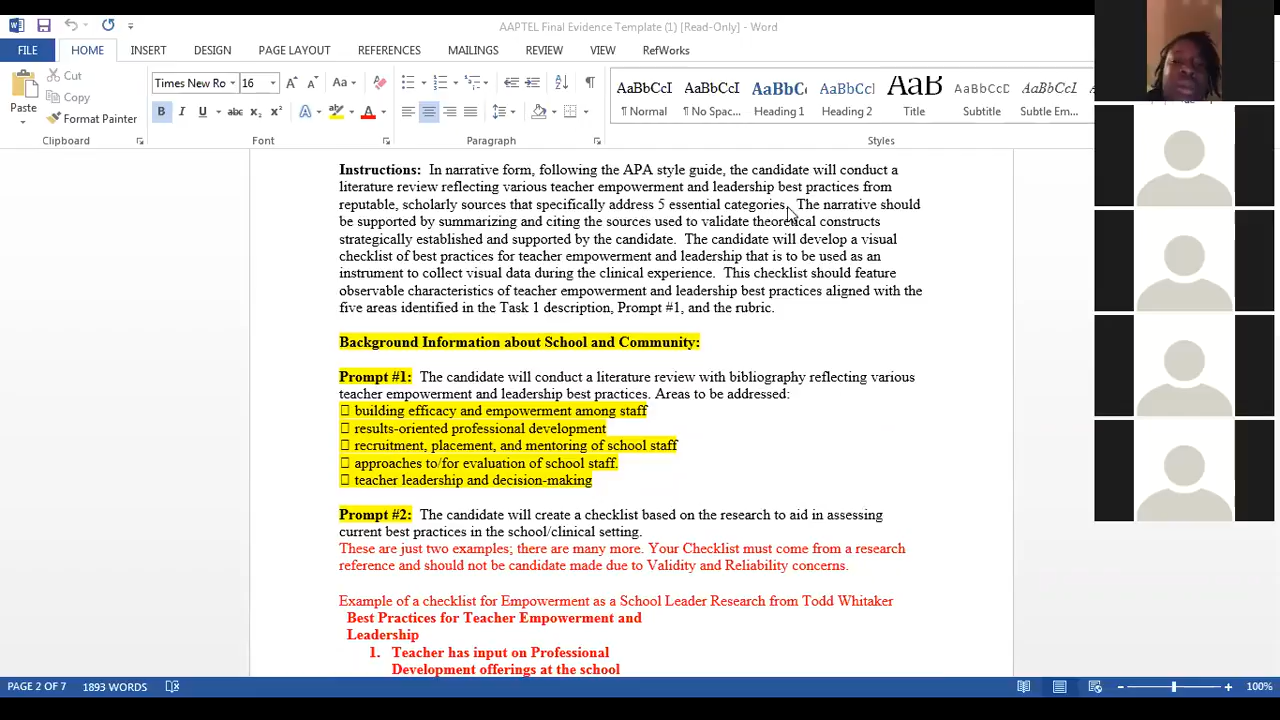 AAPTEL Final Evidence Template (1) [Read-Only] - Word
FILE HOME INSERT DESIGN PAGE LAYOUT REFERENCES MAILINGS REVIEW VIEW RefWorks
Paste
Cut
Copy
Format Painter
Clipboard
Times New Ro 16
Font
Paragraph
AaBbCcI AaBbCcI AaBbC AaBbCcI AaB AaBbCcD AaBbCcI
¶ Normal ¶ No Spac... Heading 1 Heading 2 Title Subtitle Subtle Em...
Styles
Instructions: In narrative form, following the APA style guide, the candidate will conduct a
literature review reflecting various teacher empowerment and leadership best practices from
reputable, scholarly sources that specifically address 5 essential categories. The narrative should
be supported by summarizing and citing the sources used to validate theoretical constructs
strategically established and supported by the candidate. The candidate will develop a visual
checklist of best practices for teacher empowerment and leadership that is to be used as an
instrument to collect visual data during the clinical experience. This checklist should feature
observable characteristics of teacher empowerment and leadership best practices aligned with the
five areas identified in the Task 1 description, Prompt #1, and the rubric.
Background Information about School and Community:
Prompt #1: The candidate will conduct a literature review with bibliography reflecting various
teacher empowerment and leadership best practices. Areas to be addressed:
building efficacy and empowerment among staff
results-oriented professional development
recruitment, placement, and mentoring of school staff
approaches to/for evaluation of school staff.
teacher leadership and decision-making
Prompt #2: The candidate will create a checklist based on the research to aid in assessing
current best practices in the school/clinical setting.
These are just two examples; there are many more. Your Checklist must come from a research
reference and should not be candidate made due to Validity and Reliability concerns.
Example of a checklist for Empowerment as a School Leader Research from Todd Whitaker
Best Practices for Teacher Empowerment and
Leadership
1. Teacher has input on Professional
Development offerings at the school
PAGE 2 OF 7 1893 WORDS 100%